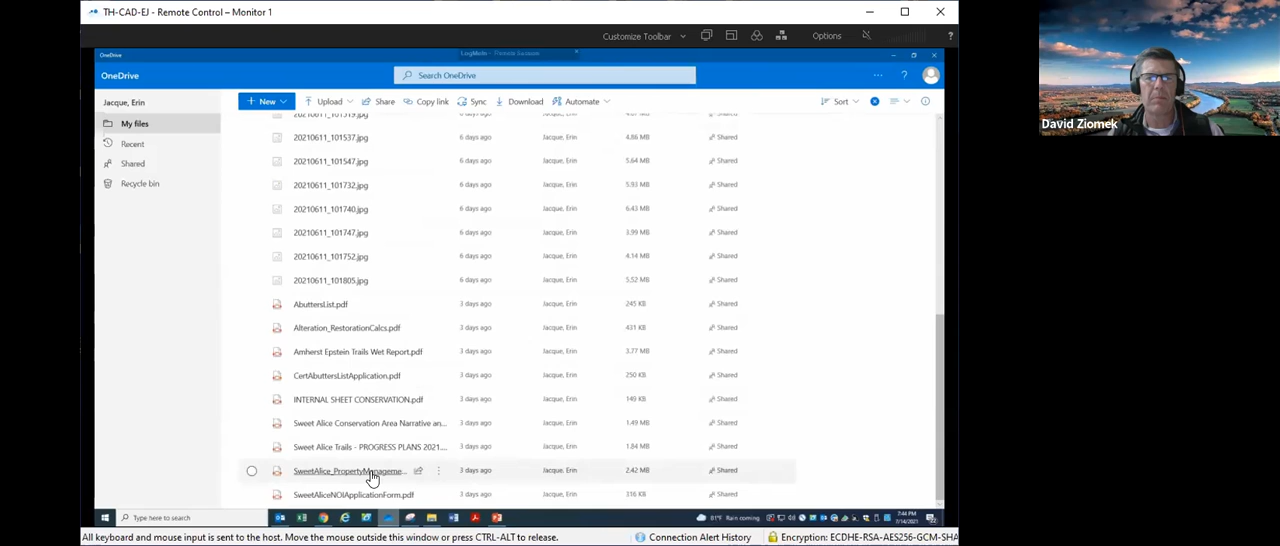 TH-CAD-EJ - Remote Control – Monitor 1
Customize Toolbar
Options
?
OneDrive
OneDrive
Search OneDrive
?
Jacque, Erin
My files
Recent
Shared
Recycle bin
+ New
Upload
Share
Copy link
Sync
Download
Automate
Sort
20210611_101537.jpg 6 days ago Jacque, Erin 4.86 MB Shared
20210611_101547.jpg 6 days ago Jacque, Erin 5.64 MB Shared
20210611_101732.jpg 6 days ago Jacque, Erin 5.93 MB Shared
20210611_101740.jpg 6 days ago Jacque, Erin 6.43 MB Shared
20210611_101747.jpg 6 days ago Jacque, Erin 3.99 MB Shared
20210611_101752.jpg 6 days ago Jacque, Erin 4.14 MB Shared
20210611_101805.jpg 6 days ago Jacque, Erin 5.52 MB Shared
AbuttersList.pdf 3 days ago Jacque, Erin 245 KB Shared
Alteration_RestorationCalcs.pdf 3 days ago Jacque, Erin 431 KB Shared
Amherst Epstein Trails Wet Report.pdf 3 days ago Jacque, Erin 3.77 MB Shared
CertAbuttersListApplication.pdf 3 days ago Jacque, Erin 250 KB Shared
INTERNAL SHEET CONSERVATION.pdf 3 days ago Jacque, Erin 149 KB Shared
Sweet Alice Conservation Area Narrative an... 3 days ago Jacque, Erin 1.49 MB Shared
Sweet Alice Trails - PROGRESS PLANS 2021.... 3 days ago Jacque, Erin 1.84 MB Shared
SweetAlice_PropertyManageme... 3 days ago Jacque, Erin 2.42 MB Shared
SweetAliceNOIApplicationForm.pdf 3 days ago Jacque, Erin 316 KB Shared
Type here to search
81°F Rain coming
7:44 PM
7/14/2021
All keyboard and mouse input is sent to the host. Move the mouse outside this window or press CTRL-ALT to release.
Connection Alert History
Encryption: ECDHE-RSA-AES256-GCM-SHA
David Ziomek